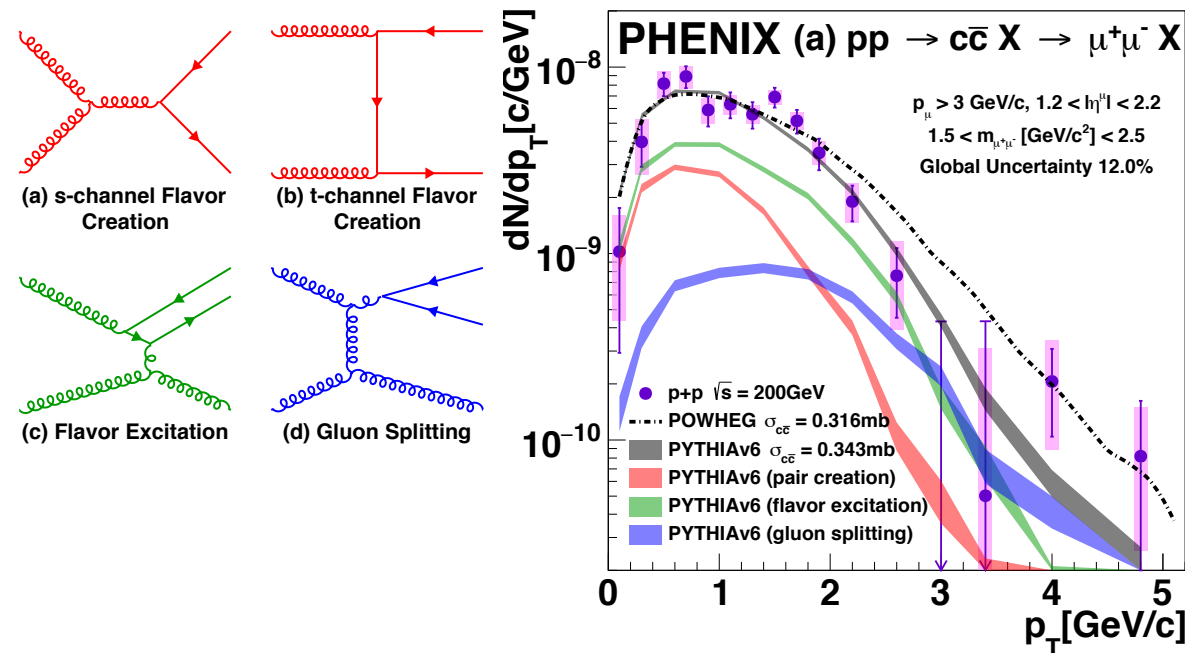 (a) s-channel Flavor
Creation
(b) t-channel Flavor
Creation
(c) Flavor Excitation
(d) Gluon Splitting
PHENIX (a) pp → cc̅ X → μ⁺μ⁻ X
p_μ > 3 GeV/c, 1.2 < |η^μ| < 2.2
1.5 < m_μ⁺μ⁻ [GeV/c²] < 2.5
Global Uncertainty 12.0%
dN/dp_T[c/GeV]
10⁻⁸
10⁻⁹
10⁻¹⁰
p+p √s = 200GeV
POWHEG σ_cc̅ = 0.316mb
PYTHIAv6 σ_cc̅ = 0.343mb
PYTHIAv6 (pair creation)
PYTHIAv6 (flavor excitation)
PYTHIAv6 (gluon splitting)
0 1 2 3 4 5
p_T[GeV/c]